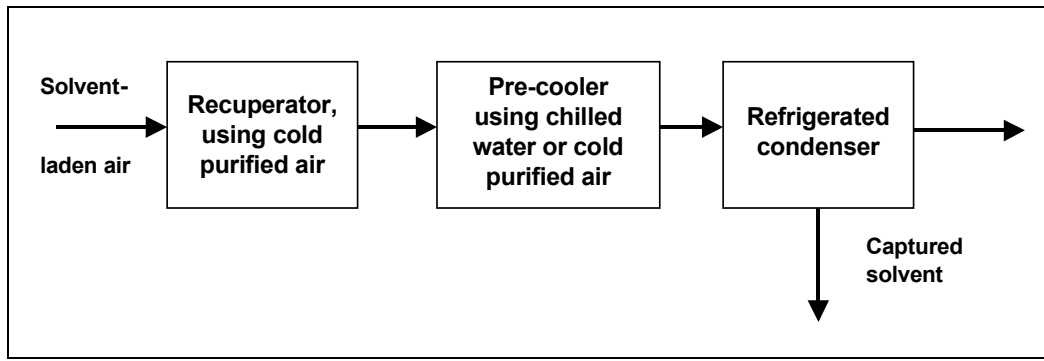 Solvent-
laden air
Recuperator,
using cold
purified air
Pre-cooler
using chilled
water or cold
purified air
Refrigerated
condenser
Captured
solvent